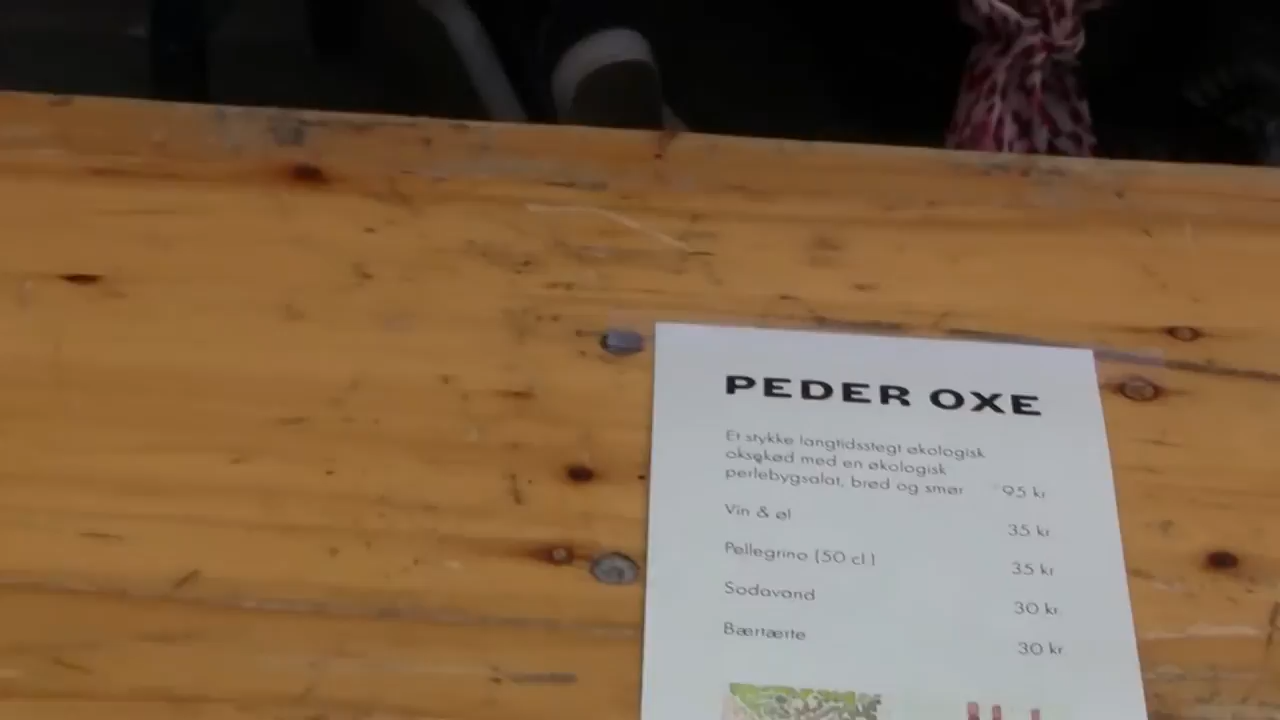 PEDER OXE
Et stykke langtidsstegt økologisk
oksekød med en økologisk
perlebygsalat, brød og smør 95 kr
Vin & øl 35 kr
Pellegrino (50 cl) 35 kr
Sodavand 30 kr
Bærtærte 30 kr